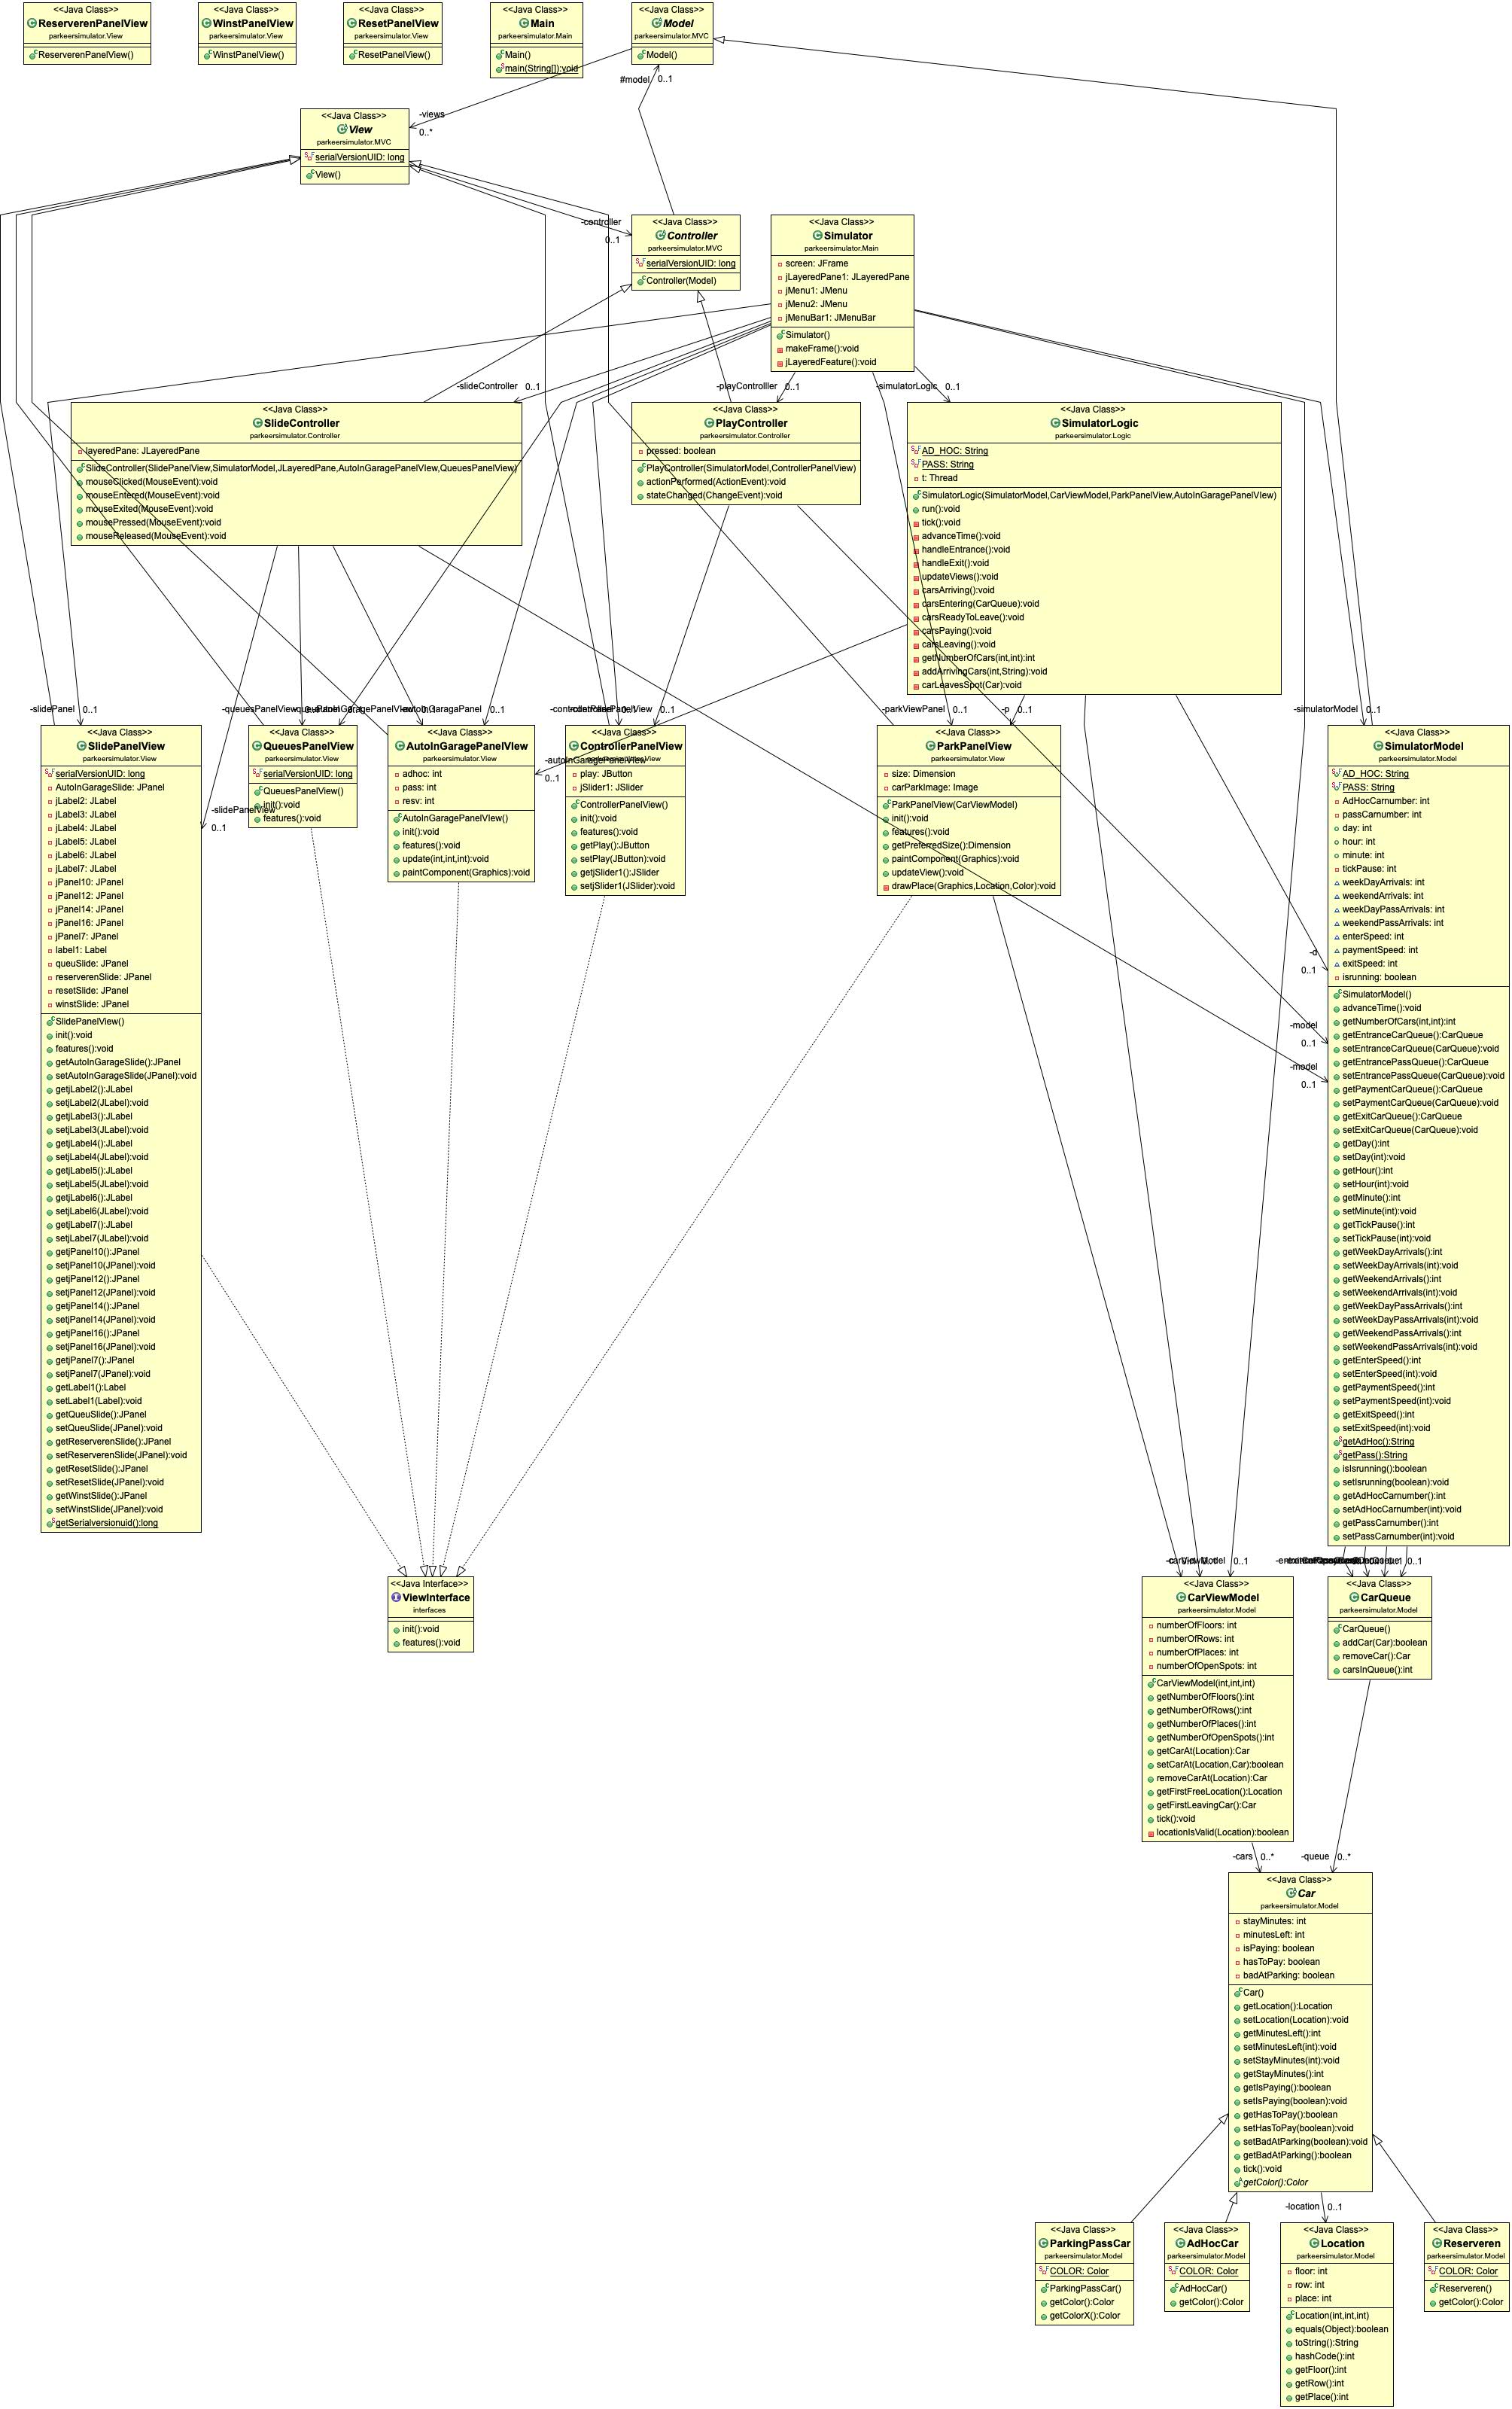 <<Java Class>>
ReserverenPanelView
parkeersimulator.View
ReserverenPanelView()
<<Java Class>>
WinstPanelView
parkeersimulator.View
WinstPanelView()
<<Java Class>>
ResetPanelView
parkeersimulator.View
ResetPanelView()
<<Java Class>>
Main
parkeersimulator.Main
Main()
main(String[]):void
<<Java Class>>
Model
parkeersimulator.MVC
Model()
#model 0..1
-views
0..*
<<Java Class>>
View
parkeersimulator.MVC
serialVersionUID: long
View()
-controller
0..1
<<Java Class>>
Controller
parkeersimulator.MVC
serialVersionUID: long
Controller(Model)
<<Java Class>>
Simulator
parkeersimulator.Main
screen: JFrame
jLayeredPane1: JLayeredPane
jMenu1: JMenu
jMenu2: JMenu
jMenuBar1: JMenuBar
Simulator()
makeFrame():void
jLayeredFeature():void
-slideController 0..1
-playControlller 0..1
-simulatorLogic 0..1
<<Java Class>>
SlideController
parkeersimulator.Controller
layeredPane: JLayeredPane
SlideController(SlidePanelView,SimulatorModel,JLayeredPane,AutoInGaragePanelVIew,QueuesPanelView)
mouseClicked(MouseEvent):void
mouseEntered(MouseEvent):void
mouseExited(MouseEvent):void
mousePressed(MouseEvent):void
mouseReleased(MouseEvent):void
<<Java Class>>
PlayController
parkeersimulator.Controller
pressed: boolean
PlayController(SimulatorModel,ControllerPanelView)
actionPerformed(ActionEvent):void
stateChanged(ChangeEvent):void
<<Java Class>>
SimulatorLogic
parkeersimulator.Logic
AD_HOC: String
PASS: String
t: Thread
SimulatorLogic(SimulatorModel,CarViewModel,ParkPanelView,AutoInGaragePanelVIew)
run():void
tick():void
advanceTime():void
handleEntrance():void
handleExit():void
updateViews():void
carsArriving():void
carsEntering(CarQueue):void
carsReadyToLeave():void
carsPaying():void
carsLeaving():void
getNumberOfCars(int,int):int
addArrivingCars(int,String):void
carLeavesSpot(Car):void
-slidePanel 0..1
-queuesPanelView
0..1
-parkViewPanel 0..1
-p 0..1
-simulatorModel 0..1
<<Java Class>>
SlidePanelView
parkeersimulator.View
serialVersionUID: long
AutoInGarageSlide: JPanel
jLabel2: JLabel
jLabel3: JLabel
jLabel4: JLabel
jLabel5: JLabel
jLabel6: JLabel
jLabel7: JLabel
jPanel10: JPanel
jPanel12: JPanel
jPanel14: JPanel
jPanel16: JPanel
jPanel7: JPanel
label1: Label
queuSlide: JPanel
reserverenSlide: JPanel
resetSlide: JPanel
winstSlide: JPanel
SlidePanelView()
init():void
features():void
getAutoInGarageSlide():JPanel
setAutoInGarageSlide(JPanel):void
getjLabel2():JLabel
setjLabel2(JLabel):void
getjLabel3():JLabel
setjLabel3(JLabel):void
getjLabel4():JLabel
setjLabel4(JLabel):void
getjLabel5():JLabel
setjLabel5(JLabel):void
getjLabel6():JLabel
setjLabel6(JLabel):void
getjLabel7():JLabel
setjLabel7(JLabel):void
getjPanel10():JPanel
setjPanel10(JPanel):void
getjPanel12():JPanel
setjPanel12(JPanel):void
getjPanel14():JPanel
setjPanel14(JPanel):void
getjPanel16():JPanel
setjPanel16(JPanel):void
getjPanel7():JPanel
setjPanel7(JPanel):void
getLabel1():Label
setLabel1(Label):void
getQueuSlide():JPanel
setQueuSlide(JPanel):void
getReserverenSlide():JPanel
setReserverenSlide(JPanel):void
getResetSlide():JPanel
setResetSlide(JPanel):void
getWinstSlide():JPanel
setWinstSlide(JPanel):void
getSerialversionuid():long
-slidePanelView
0..1
<<Java Class>>
QueuesPanelView
parkeersimulator.View
serialVersionUID: long
QueuesPanelView()
init():void
features():void
<<Java Class>>
AutoInGaragePanelVIew
parkeersimulator.View
adhoc: int
pass: int
resv: int
AutoInGaragePanelVIew()
init():void
features():void
update(int,int,int):void
paintComponent(Graphics):void
-autoInGaragePanelView
0..1
<<Java Class>>
ControllerPanelView
parkeersimulator.View
play: JButton
jSlider1: JSlider
ControllerPanelView()
init():void
features():void
getPlay():JButton
setPlay(JButton):void
getjSlider1():JSlider
setjSlider1(JSlider):void
<<Java Class>>
ParkPanelView
parkeersimulator.View
size: Dimension
carParkImage: Image
ParkPanelView(CarViewModel)
init():void
features():void
getPreferredSize():Dimension
paintComponent(Graphics):void
updateView():void
drawPlace(Graphics,Location,Color):void
-d
0..1
-model
0..1
-model
0..1
<<Java Class>>
SimulatorModel
parkeersimulator.Model
AD_HOC: String
PASS: String
AdHocCarnumber: int
passCarnumber: int
day: int
hour: int
minute: int
tickPause: int
weekDayArrivals: int
weekendArrivals: int
weekDayPassArrivals: int
weekendPassArrivals: int
enterSpeed: int
paymentSpeed: int
exitSpeed: int
isrunning: boolean
SimulatorModel()
advanceTime():void
getNumberOfCars(int,int):int
getEntranceCarQueue():CarQueue
setEntranceCarQueue(CarQueue):void
getEntrancePassQueue():CarQueue
setEntrancePassQueue(CarQueue):void
getPaymentCarQueue():CarQueue
setPaymentCarQueue(CarQueue):void
getExitCarQueue():CarQueue
setExitCarQueue(CarQueue):void
getDay():int
setDay(int):void
getHour():int
setHour(int):void
getMinute():int
setMinute(int):void
getTickPause():int
setTickPause(int):void
getWeekDayArrivals():int
setWeekDayArrivals(int):void
getWeekendArrivals():int
setWeekendArrivals(int):void
getWeekDayPassArrivals():int
setWeekDayPassArrivals(int):void
getWeekendPassArrivals():int
setWeekendPassArrivals(int):void
getEnterSpeed():int
setEnterSpeed(int):void
getPaymentSpeed():int
setPaymentSpeed(int):void
getExitSpeed():int
setExitSpeed(int):void
getAdHoc():String
getPass():String
isIsrunning():boolean
setIsrunning(boolean):void
getAdHocCarnumber():int
setAdHocCarnumber(int):void
getPassCarnumber():int
setPassCarnumber(int):void
0..1
0..1
<<Java Interface>>
ViewInterface
interfaces
init():void
features():void
<<Java Class>>
CarViewModel
parkeersimulator.Model
numberOfFloors: int
numberOfRows: int
numberOfPlaces: int
numberOfOpenSpots: int
CarViewModel(int,int,int)
getNumberOfFloors():int
getNumberOfRows():int
getNumberOfPlaces():int
getNumberOfOpenSpots():int
getCarAt(Location):Car
setCarAt(Location,Car):boolean
removeCarAt(Location):Car
getFirstFreeLocation():Location
getFirstLeavingCar():Car
tick():void
locationIsValid(Location):boolean
<<Java Class>>
CarQueue
parkeersimulator.Model
CarQueue()
addCar(Car):boolean
removeCar():Car
carsInQueue():int
-cars 0..*
-queue 0..*
<<Java Class>>
Car
parkeersimulator.Model
stayMinutes: int
minutesLeft: int
isPaying: boolean
hasToPay: boolean
badAtParking: boolean
Car()
getLocation():Location
setLocation(Location):void
getMinutesLeft():int
setMinutesLeft(int):void
setStayMinutes(int):void
getStayMinutes():int
getIsPaying():boolean
setIsPaying(boolean):void
getHasToPay():boolean
setHasToPay(boolean):void
setBadAtParking(boolean):void
getBadAtParking():boolean
tick():void
getColor():Color
-location 0..1
<<Java Class>>
ParkingPassCar
parkeersimulator.Model
COLOR: Color
ParkingPassCar()
getColor():Color
getColorX():Color
<<Java Class>>
AdHocCar
parkeersimulator.Model
COLOR: Color
AdHocCar()
getColor():Color
<<Java Class>>
Location
parkeersimulator.Model
floor: int
row: int
place: int
Location(int,int,int)
equals(Object):boolean
toString():String
hashCode():int
getFloor():int
getRow():int
getPlace():int
<<Java Class>>
Reserveren
parkeersimulator.Model
COLOR: Color
Reserveren()
getColor():Color